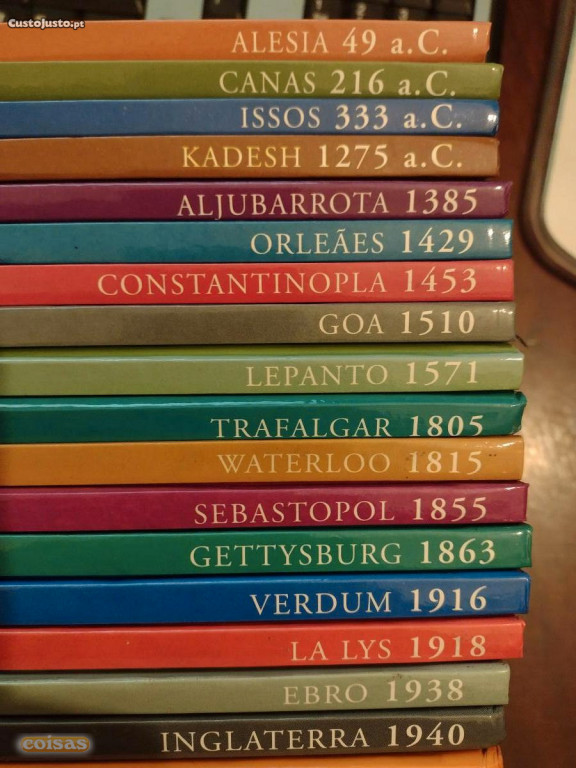 CustoJusto.pt
ALESIA 49 a.C.
CANAS 216 a.C.
ISSOS 333 a.C.
KADESH 1275 a.C.
ALJUBARROTA 1385
ORLEÃES 1429
CONSTANTINOPLA 1453
GOA 1510
LEPANTO 1571
TRAFALGAR 1805
WATERLOO 1815
SEBASTOPOL 1855
GETTYSBURG 1863
VERDUM 1916
LA LYS 1918
EBRO 1938
INGLATERRA 1940
coisas